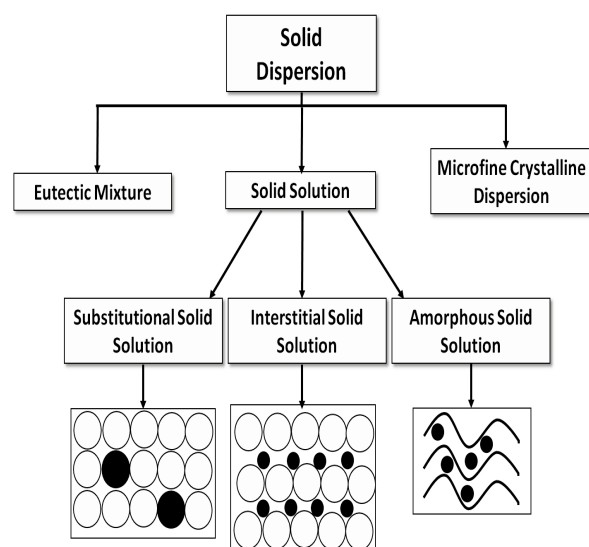 Solid
Dispersion
Eutectic Mixture
Solid Solution
Microfine Crystalline
Dispersion
Substitutional Solid
Solution
Interstitial Solid
Solution
Amorphous Solid
Solution